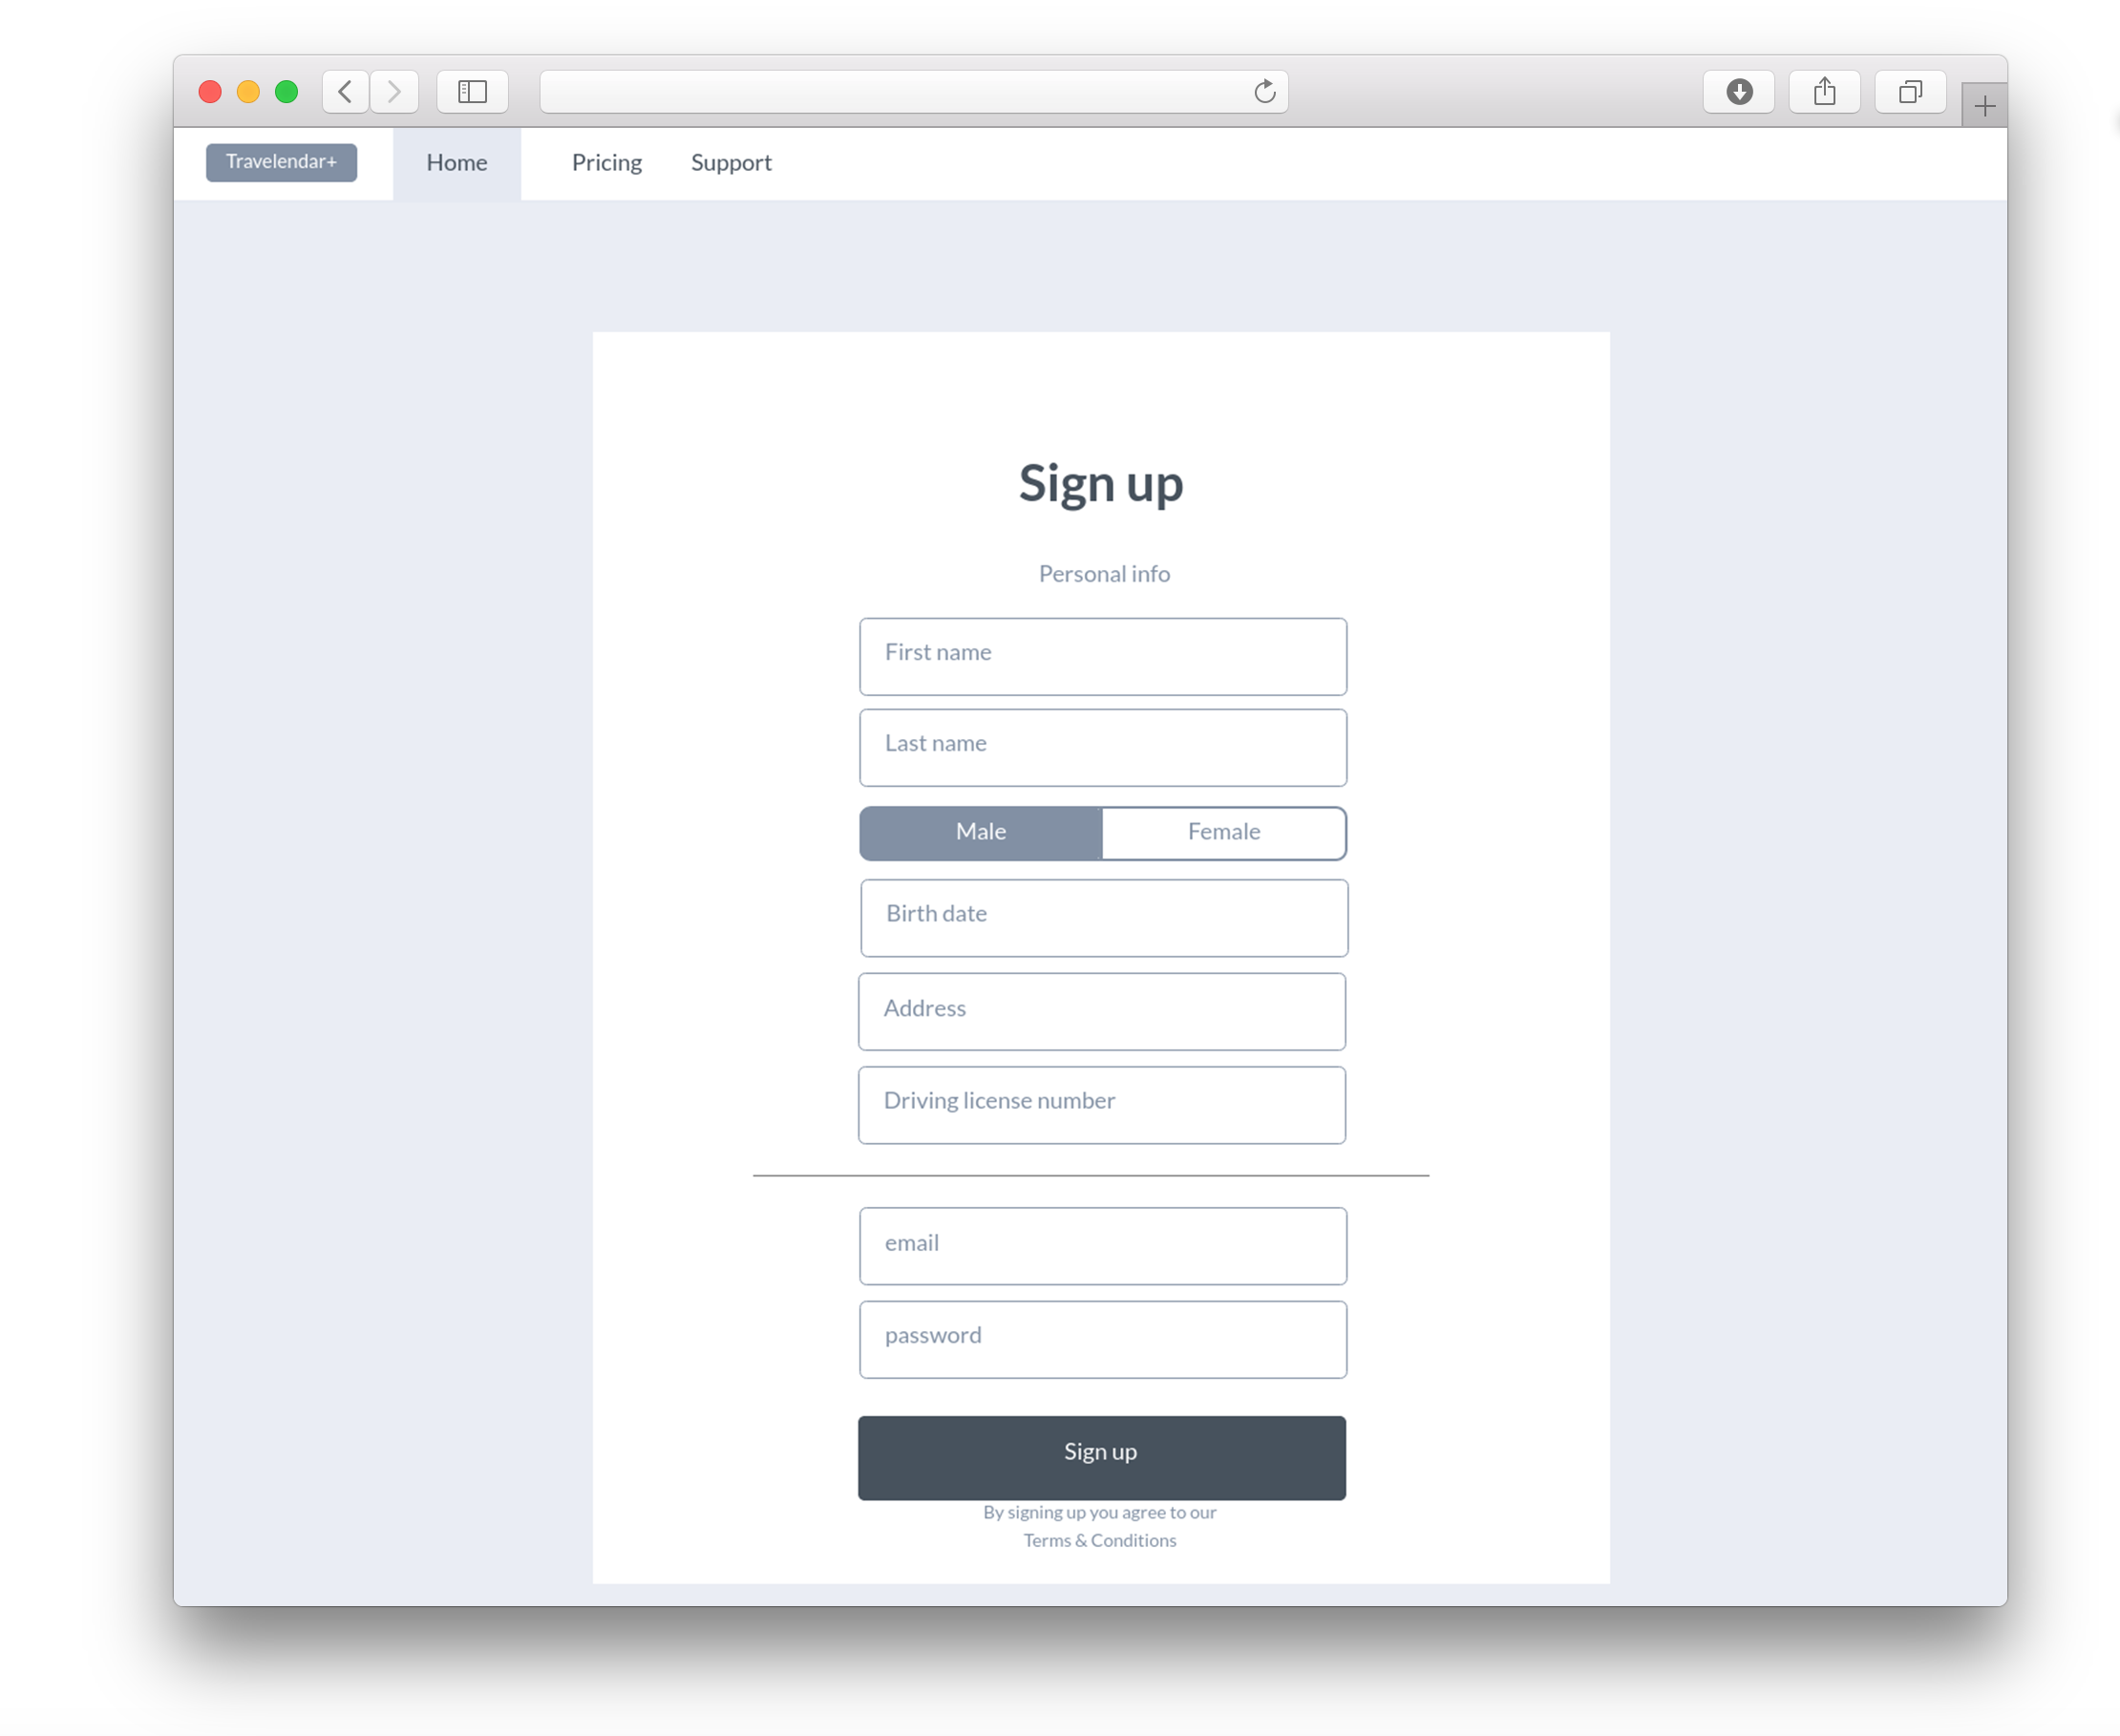 Travelendar+
Home
Pricing
Support
Sign up
Personal info
First name
Last name
Male
Female
Birth date
Address
Driving license number
email
password
Sign up
By signing up you agree to our
Terms & Conditions